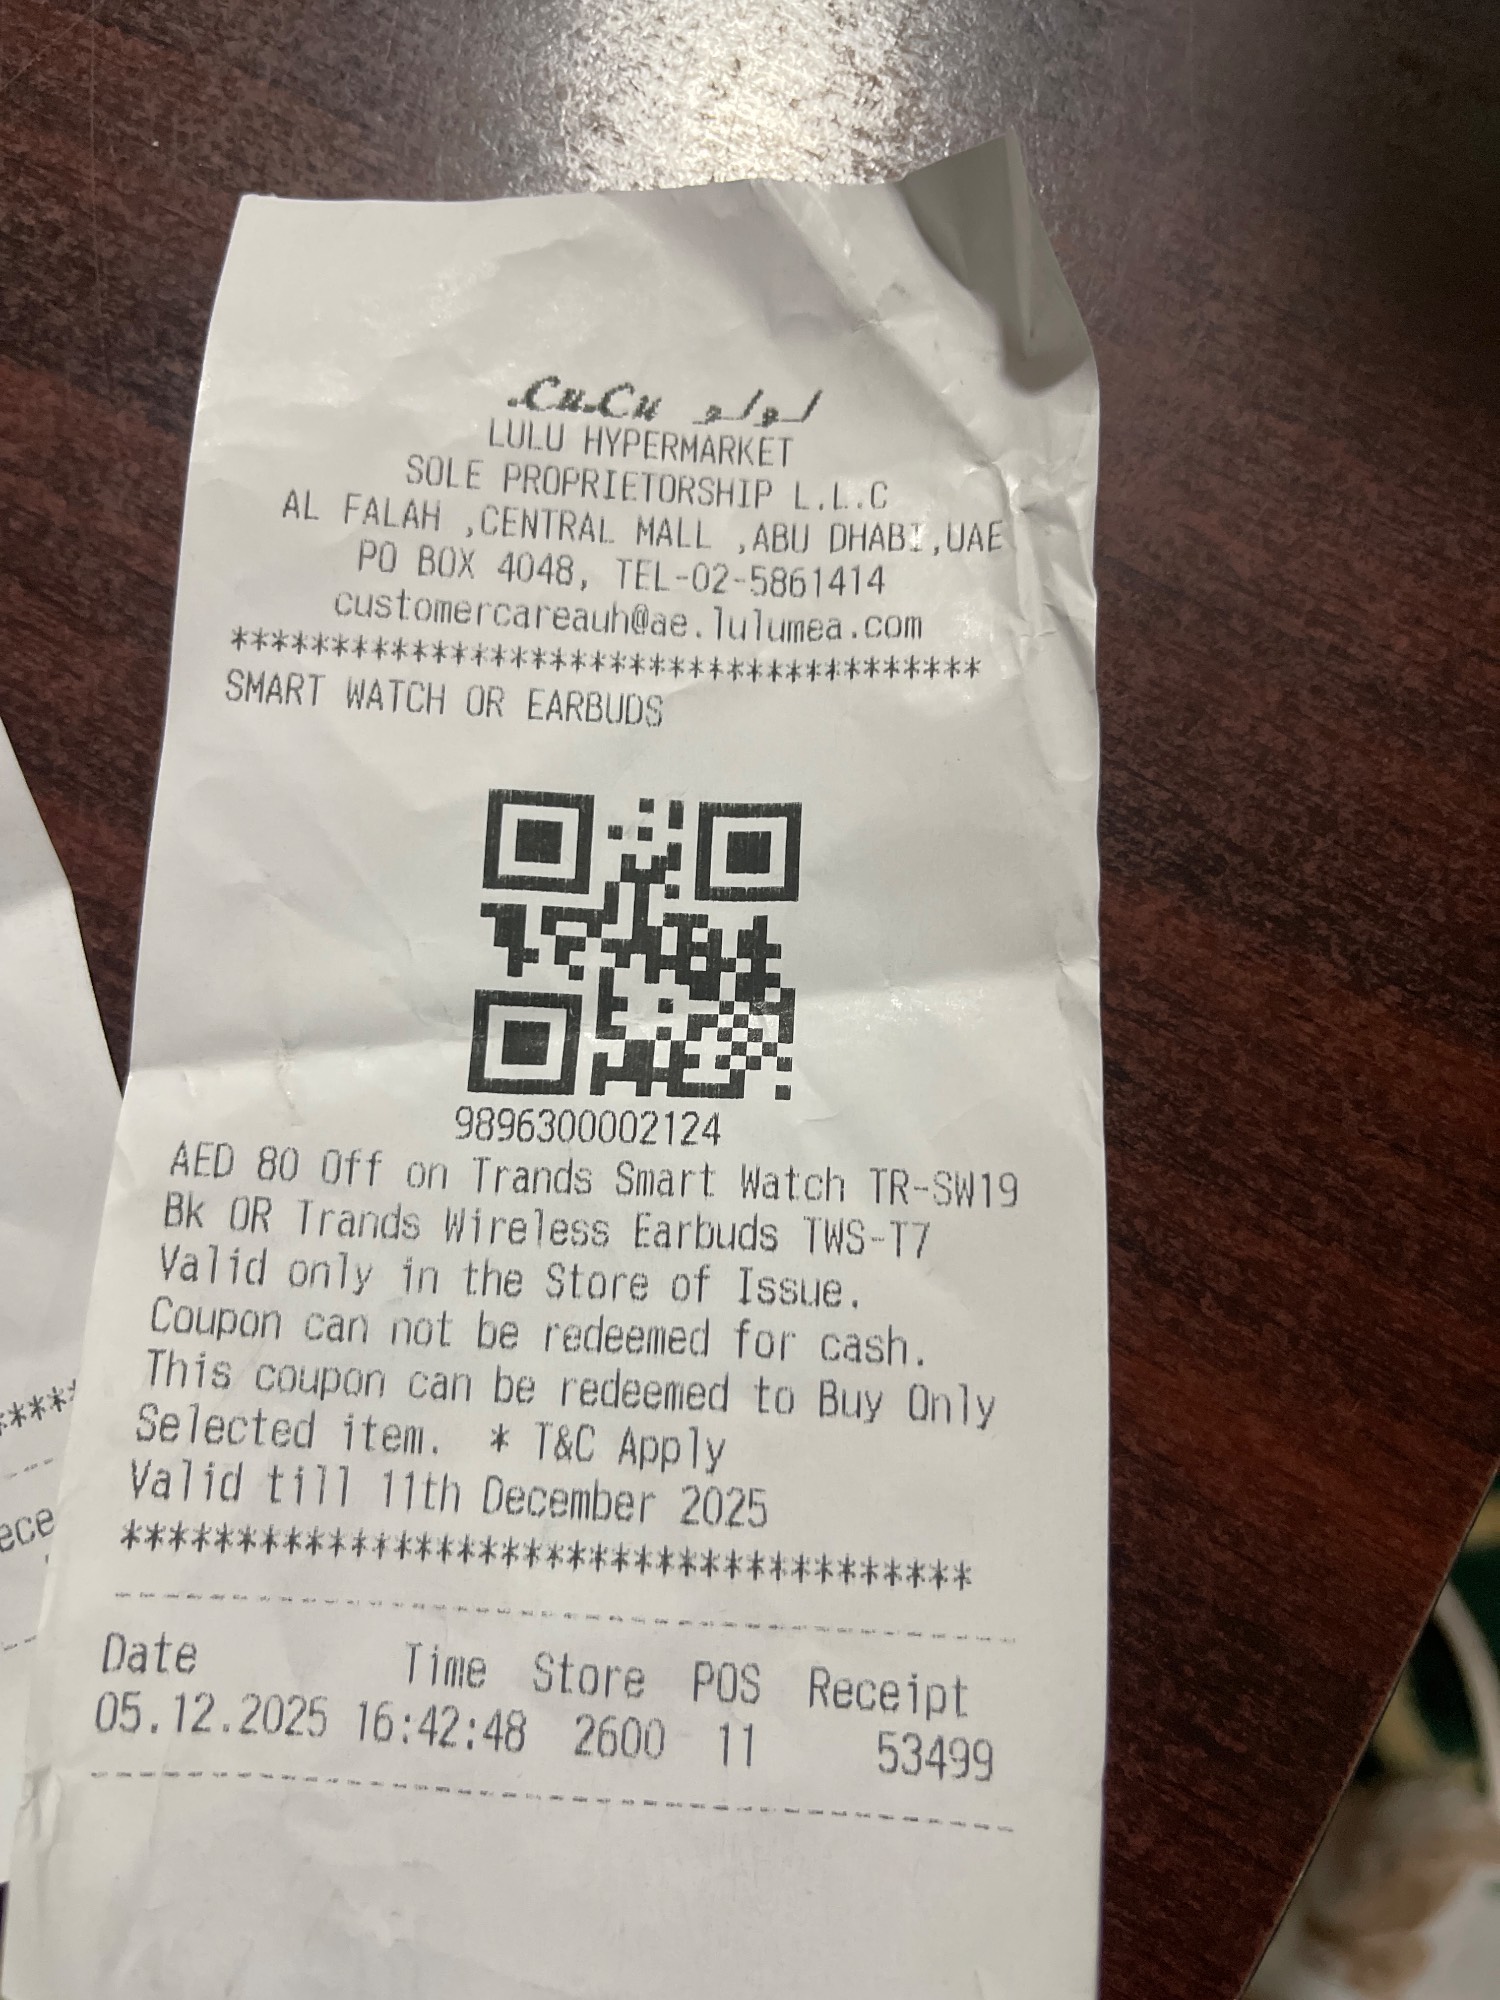 LuLu لولو
LULU HYPERMARKET
SOLE PROPRIETORSHIP L.L.C
AL FALAH ,CENTRAL MALL ,ABU DHABI,UAE
PO BOX 4048, TEL-02-5861414
customercareauh@ae.lulumea.com
**************************************
SMART WATCH OR EARBUDS
9896300002124
AED 80 Off on Trands Smart Watch TR-SW19
Bk OR Trands Wireless Earbuds TWS-T7
Valid only in the Store of Issue.
Coupon can not be redeemed for cash.
This coupon can be redeemed to Buy Only
Selected item.  * T&C Apply
Valid till 11th December 2025
**************************************
Date Time Store POS Receipt
05.12.2025 16:42:48 2600 11 53499